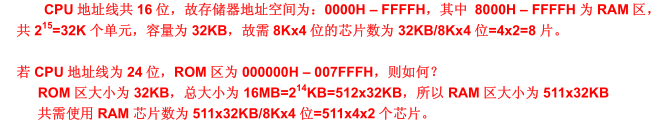 CPU 地址线共 16 位，故存储器地址空间为：0000H – FFFFH，其中 8000H – FFFFH 为 RAM 区，
共 2^15=32K 个单元，容量为 32KB，故需 8Kx4 位的芯片数为 32KB/8Kx4 位=4x2=8 片。
若 CPU 地址线为 24 位，ROM 区为 000000H – 007FFFH，则如何？
ROM 区大小为 32KB，总大小为 16MB=2^14KB=512x32KB，所以 RAM 区大小为 511x32KB
共需使用 RAM 芯片数为 511x32KB/8Kx4 位=511x4x2 个芯片。